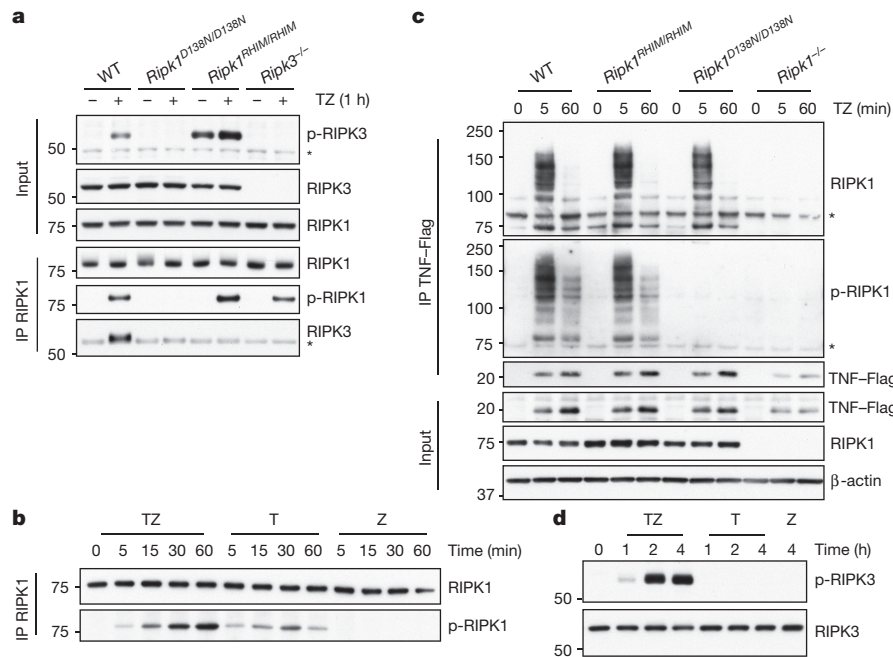 a
WT Ripk1D138N/D138N Ripk1RHIM/RHIM Ripk3−/−
− + − + − + − + TZ (1 h)
Input
50 p-RIPK3
*
50 RIPK3
75 RIPK1
IP RIPK1
75 RIPK1
75 p-RIPK1
50 RIPK3
*
b
TZ T Z
0 5 15 30 60 5 15 30 60 5 15 30 60 Time (min)
IP RIPK1
75 RIPK1
75 p-RIPK1
c
WT Ripk1RHIM/RHIM Ripk1D138N/D138N Ripk1−/−
0 5 60 0 5 60 0 5 60 0 5 60 TZ (min)
IP TNF–Flag
250
150
RIPK1
100
*
75
250
150
p-RIPK1
100
75
*
20 TNF–Flag
Input
20 TNF–Flag
75 RIPK1
β-actin
37
d
TZ T Z
0 1 2 4 1 2 4 4 Time (h)
p-RIPK3
50
RIPK3
50